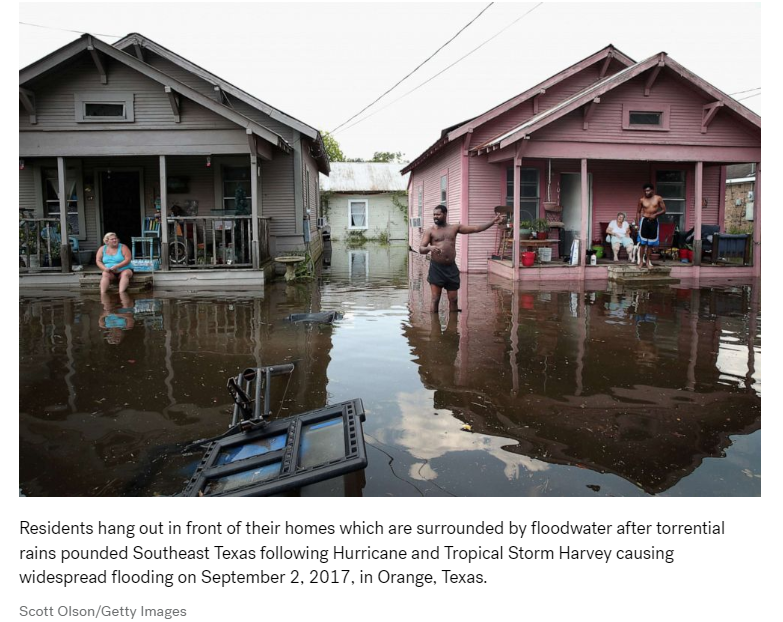 Residents hang out in front of their homes which are surrounded by floodwater after torrential
rains pounded Southeast Texas following Hurricane and Tropical Storm Harvey causing
widespread flooding on September 2, 2017, in Orange, Texas.
Scott Olson/Getty Images